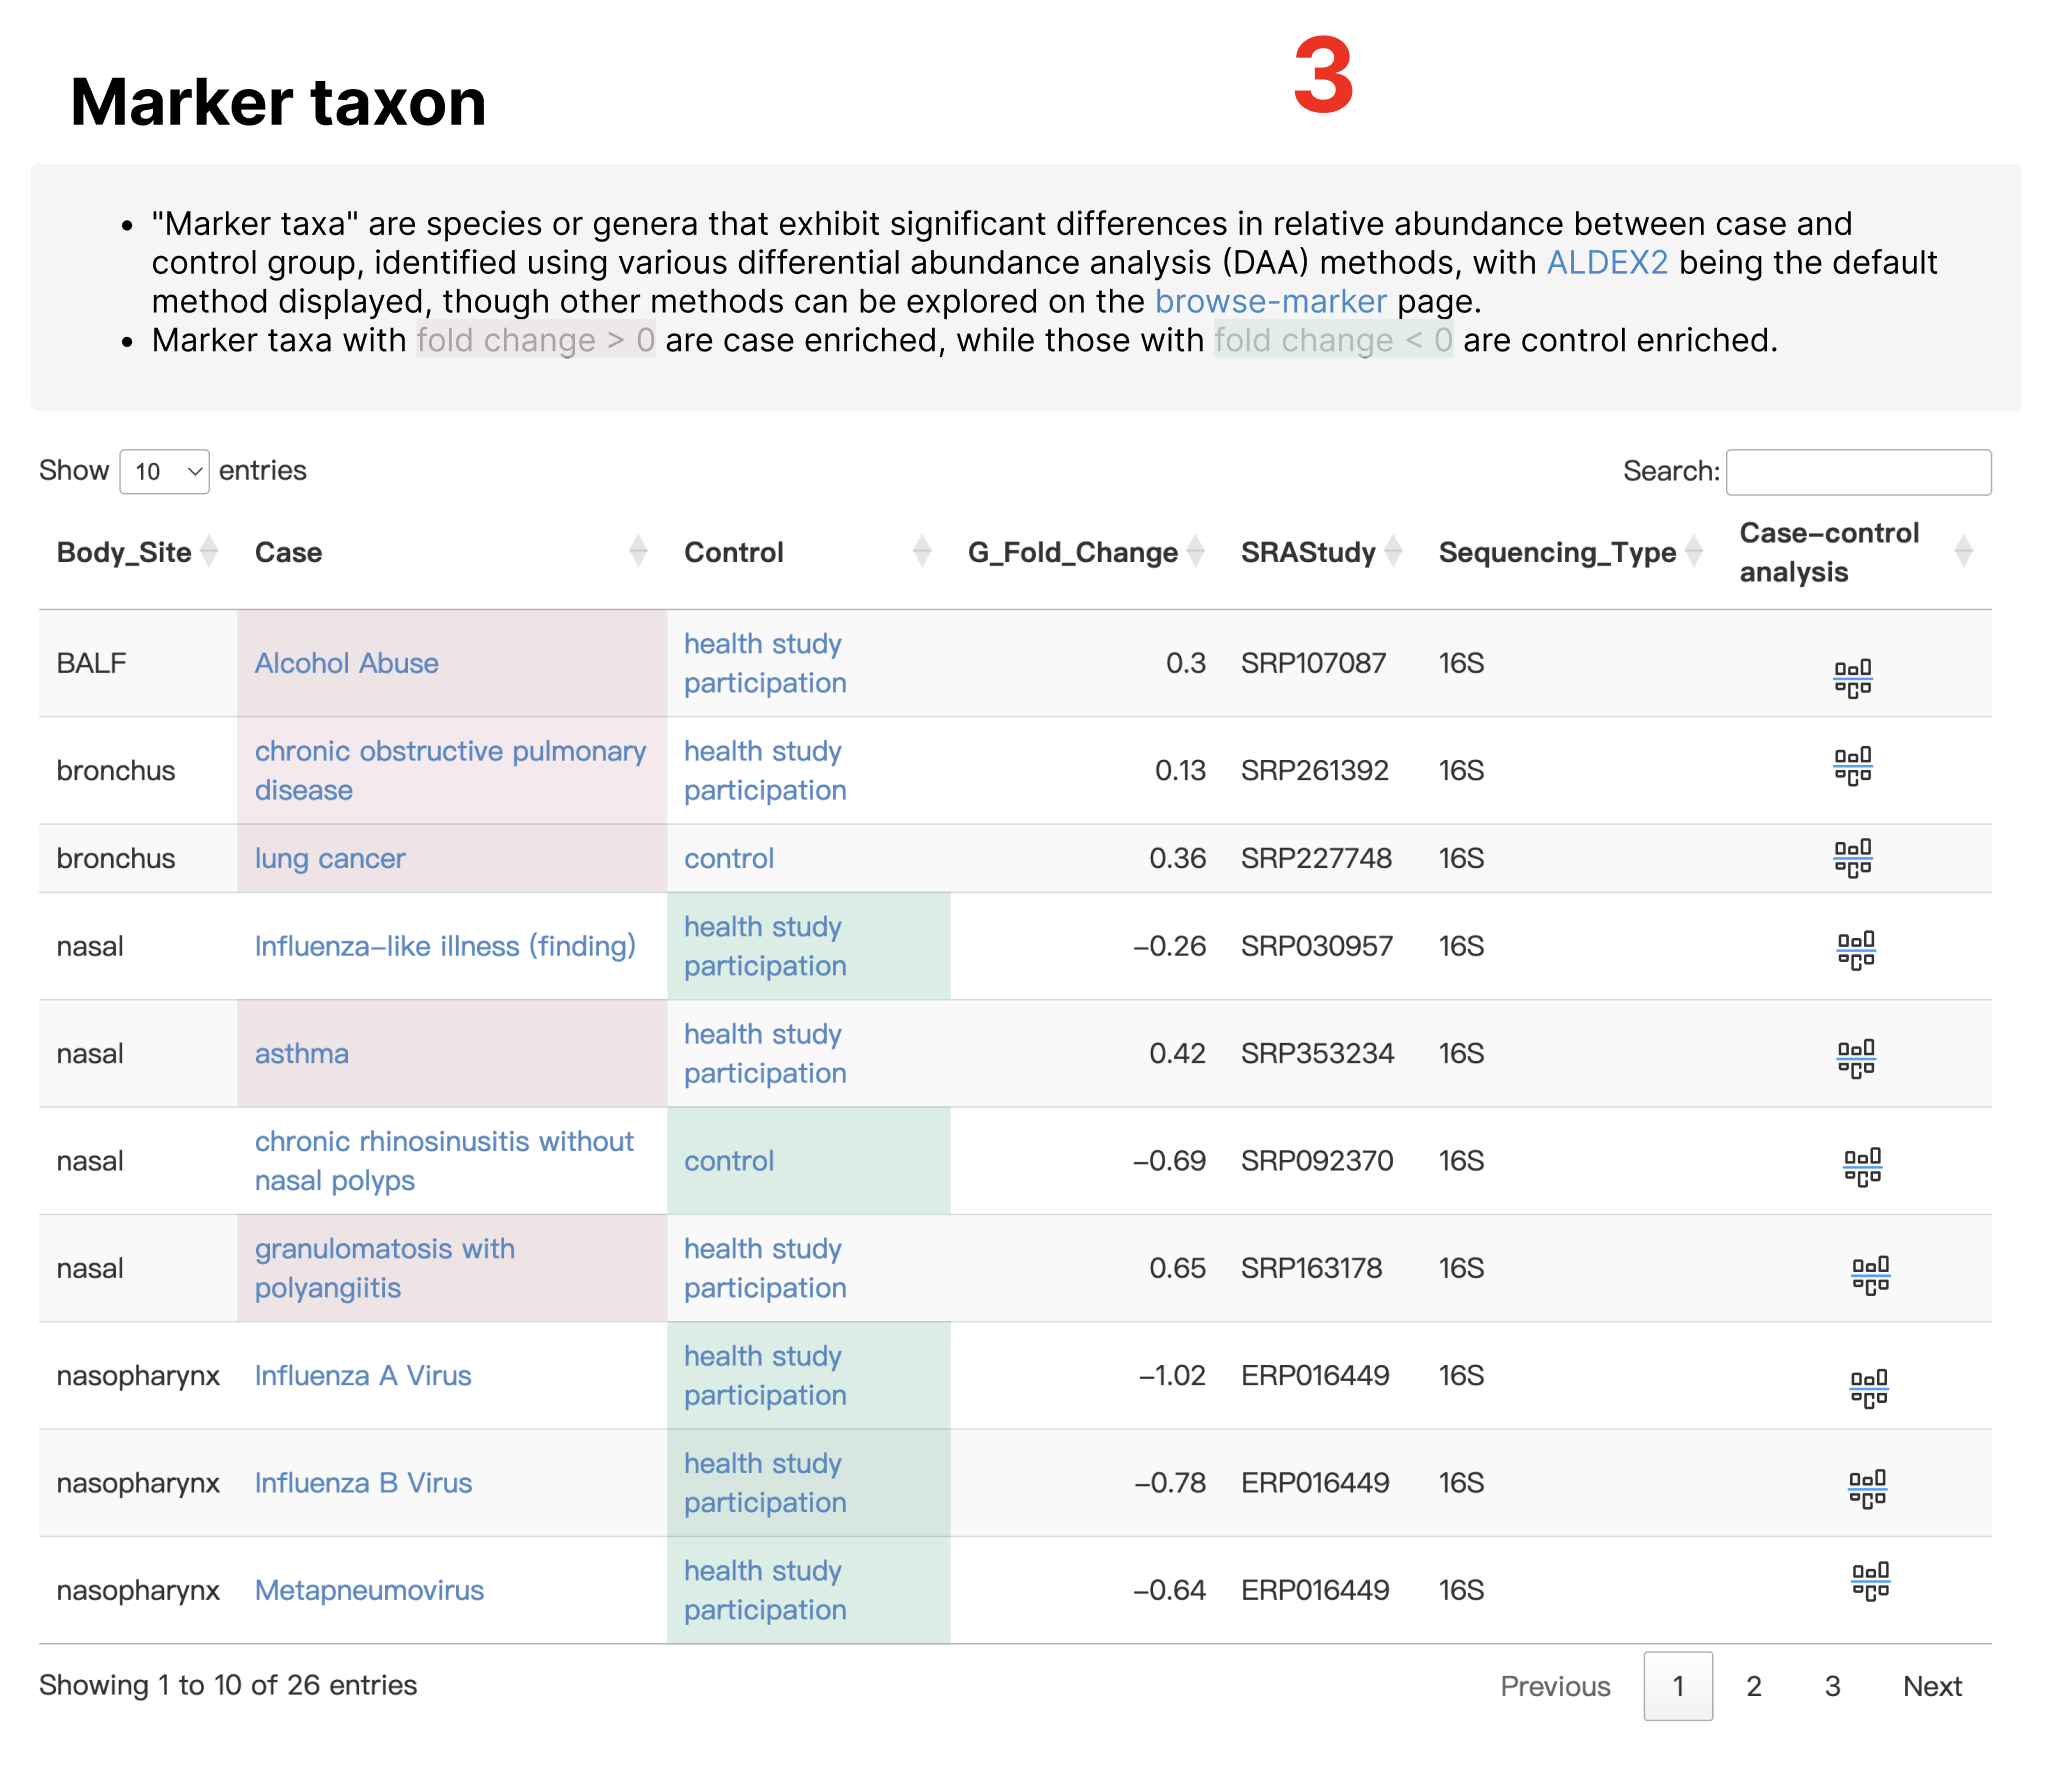 3
Marker taxon
• "Marker taxa" are species or genera that exhibit significant differences in relative abundance between case and
control group, identified using various differential abundance analysis (DAA) methods, with ALDEX2 being the default
method displayed, though other methods can be explored on the browse-marker page.
• Marker taxa with fold change > 0 are case enriched, while those with fold change < 0 are control enriched.
Show 10 entries Search:
Body_Site Case Control G_Fold_Change SRAStudy Sequencing_Type Case-control
analysis
BALF Alcohol Abuse health study
participation 0.3 SRP107087 16S
bronchus chronic obstructive pulmonary
disease health study
participation 0.13 SRP261392 16S
bronchus lung cancer control 0.36 SRP227748 16S
nasal Influenza-like illness (finding) health study
participation -0.26 SRP030957 16S
nasal asthma health study
participation 0.42 SRP353234 16S
nasal chronic rhinosinusitis without
nasal polyps control -0.69 SRP092370 16S
nasal granulomatosis with
polyangiitis health study
participation 0.65 SRP163178 16S
nasopharynx Influenza A Virus health study
participation -1.02 ERP016449 16S
nasopharynx Influenza B Virus health study
participation -0.78 ERP016449 16S
nasopharynx Metapneumovirus health study
participation -0.64 ERP016449 16S
Showing 1 to 10 of 26 entries Previous 1 2 3 Next